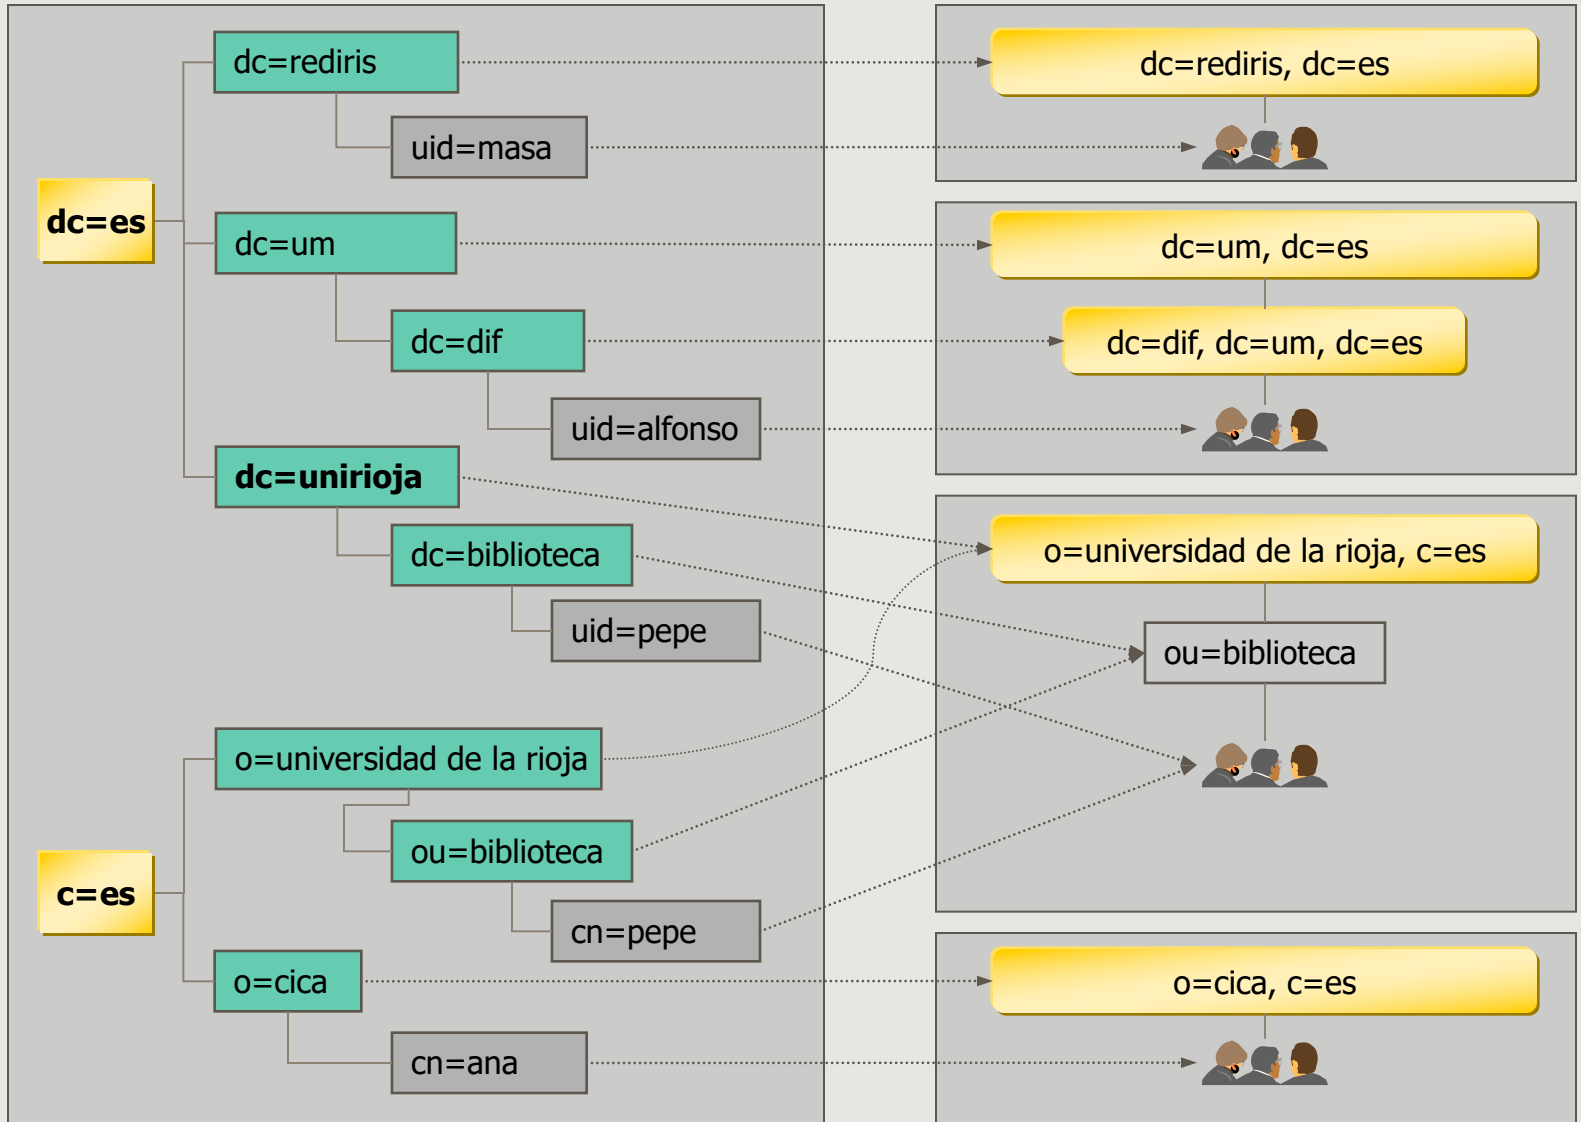 dc=rediris
uid=masa
dc=es
dc=um
dc=dif
uid=alfonso
dc=unirioja
dc=biblioteca
uid=pepe
o=universidad de la rioja
ou=biblioteca
c=es
cn=pepe
o=cica
cn=ana
dc=rediris, dc=es
dc=um, dc=es
dc=dif, dc=um, dc=es
o=universidad de la rioja, c=es
ou=biblioteca
o=cica, c=es